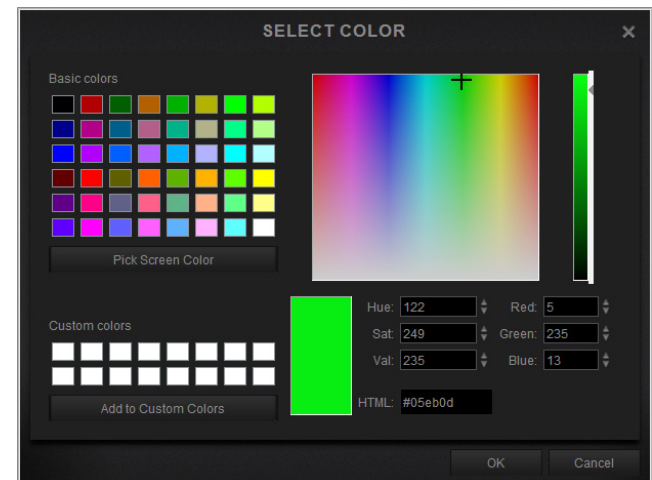 SELECT COLOR
Basic colors
Pick Screen Color
Custom colors
Add to Custom Colors
Hue: 122 Red: 5
Sat: 249 Green: 235
Val: 235 Blue: 13
HTML: #05eb0d
OK Cancel